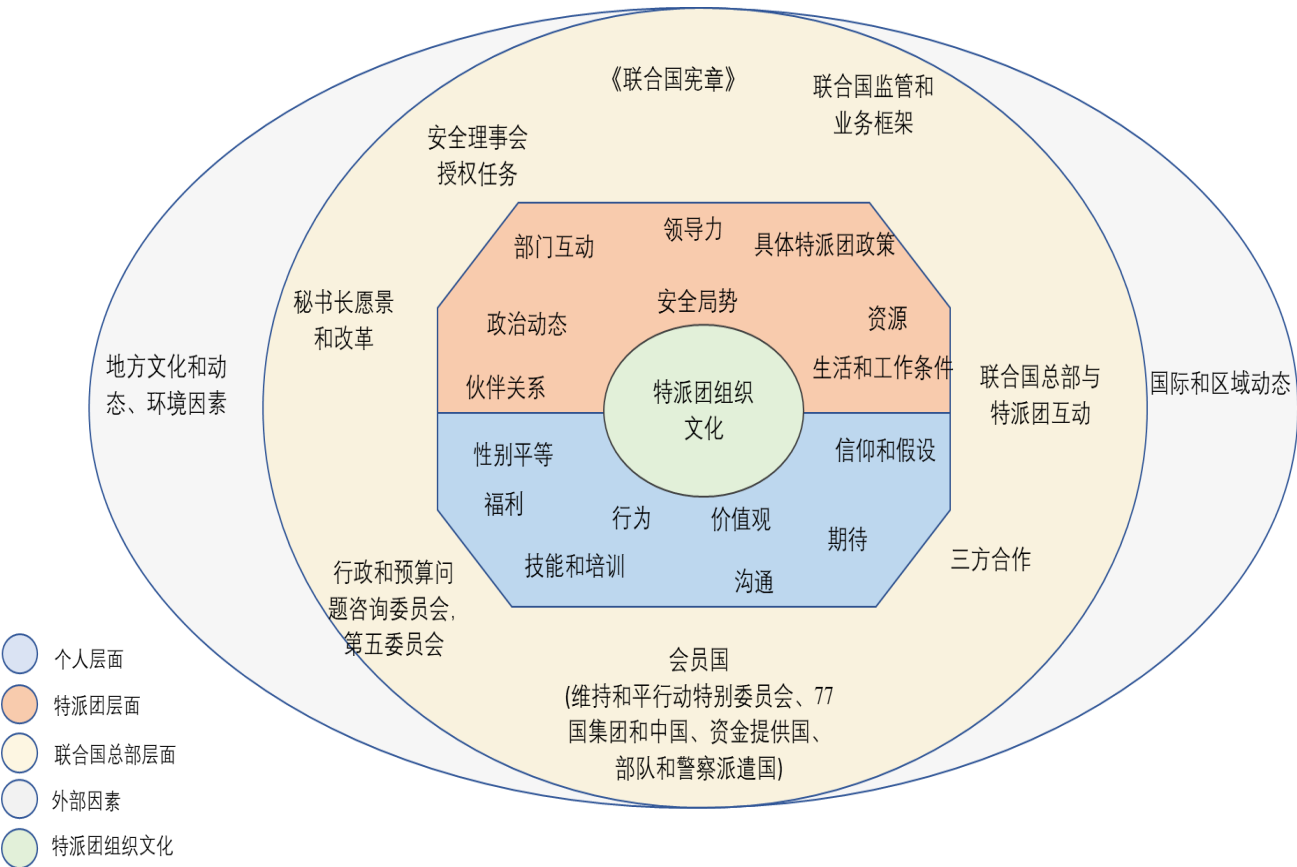 《联合国宪章》
联合国监管和
业务框架
安全理事会
授权任务
部门互动
领导力
具体特派团政策
秘书长愿景
和改革
安全局势
政治动态
资源
地方文化和动
态、环境因素
伙伴关系
特派团组织
文化
生活和工作条件
联合国总部与
特派团互动
国际和区域动态
性别平等
信仰和假设
福利
行为
价值观
期待
技能和培训
沟通
三方合作
行政和预算问
题咨询委员会,
第五委员会
会员国
(维持和平行动特别委员会、77
国集团和中国、资金提供国、
部队和警察派遣国)
个人层面
特派团层面
联合国总部层面
外部因素
特派团组织文化